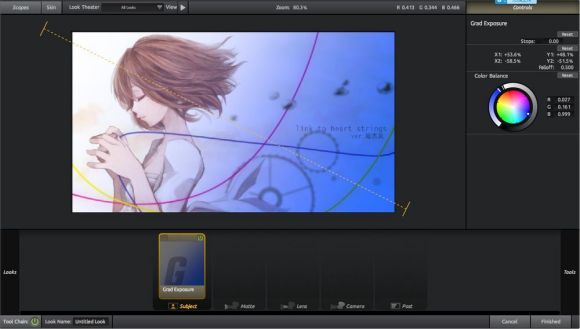 Scopes
Skin
Look Theater
All Looks
View
Zoom: 80.3%
R 0.413 G 0.344 B 0.466
Controls
Grad Exposure
Reset
Stops: 0.00
Reset
X1: +53.6% Y1: +48.1%
X2: -58.5% Y2: -51.5%
Falloff: 0.500
Color Balance
Reset
R 0.027
G 0.161
B 0.999
link to heart strings
ver.
Looks
G
Grad Exposure
Subject
Matte
Lens
Camera
Post
Tools
Tool Chain:
Look Name: Untitled Look
Cancel
Finished